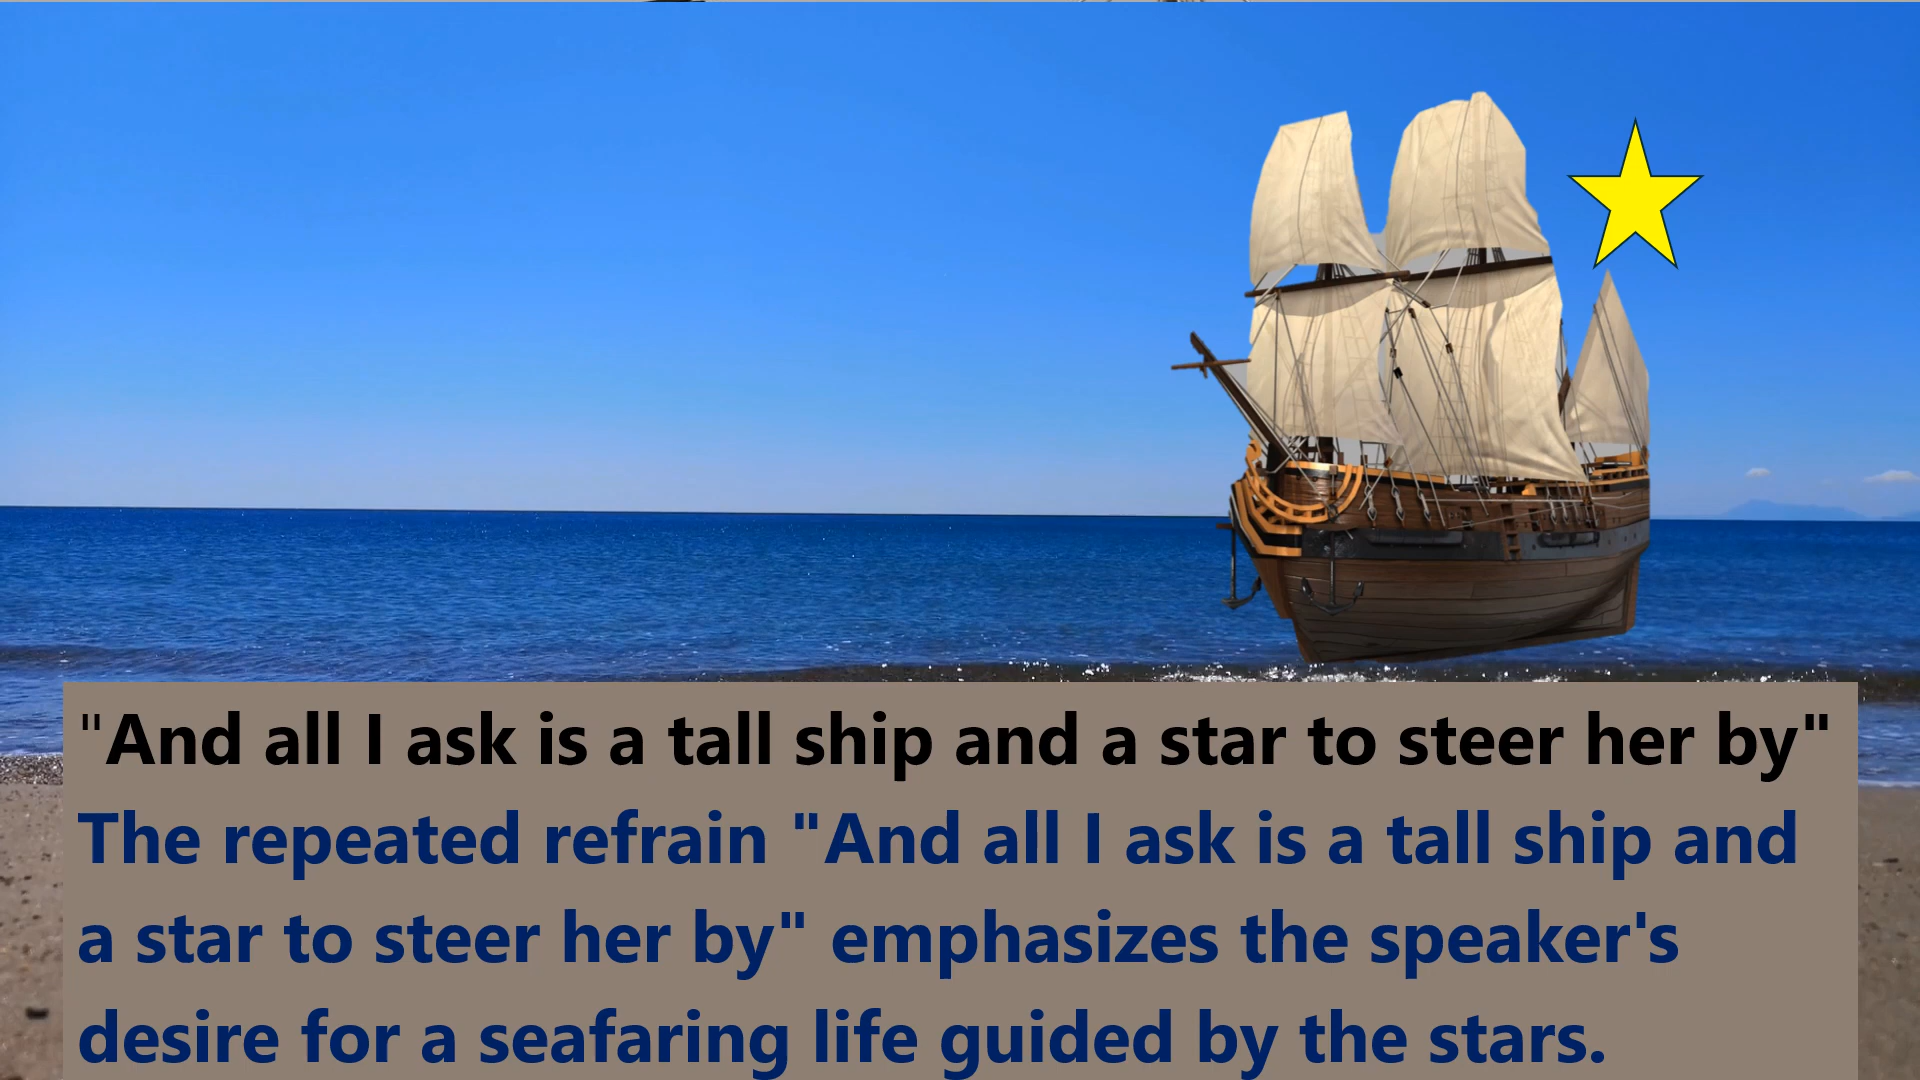 "And all I ask is a tall ship and a star to steer her by"
The repeated refrain "And all I ask is a tall ship and
a star to steer her by" emphasizes the speaker's
desire for a seafaring life guided by the stars.